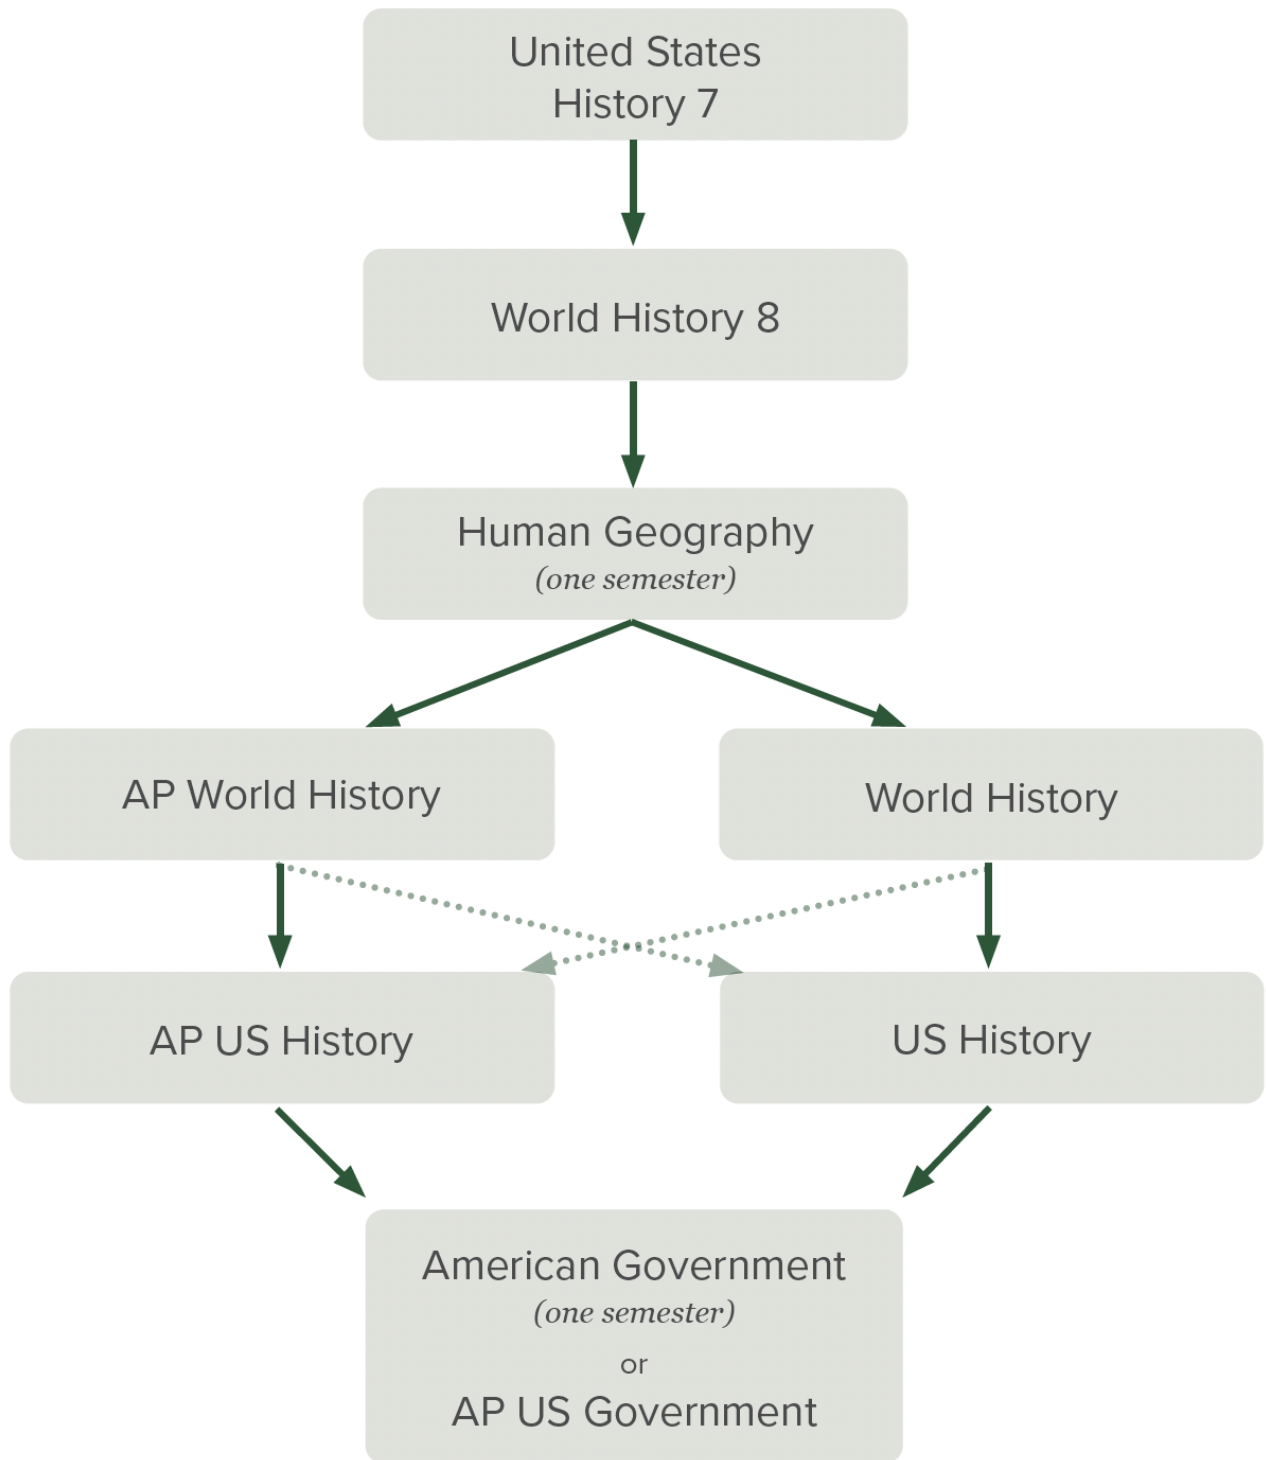 United States
History 7
World History 8
Human Geography
(one semester)
AP World History
World History
AP US History
US History
American Government
(one semester)
or
AP US Government